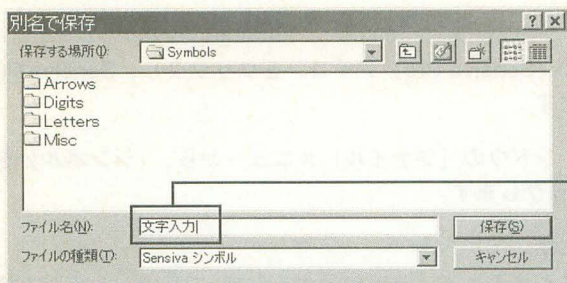 別名で保存
保存する場所(I):
Symbols
Arrows
Digits
Letters
Misc
ファイル名(N):
文字入力
保存(S)
ファイルの種類(T):
Sensiva シンボル
キャンセル